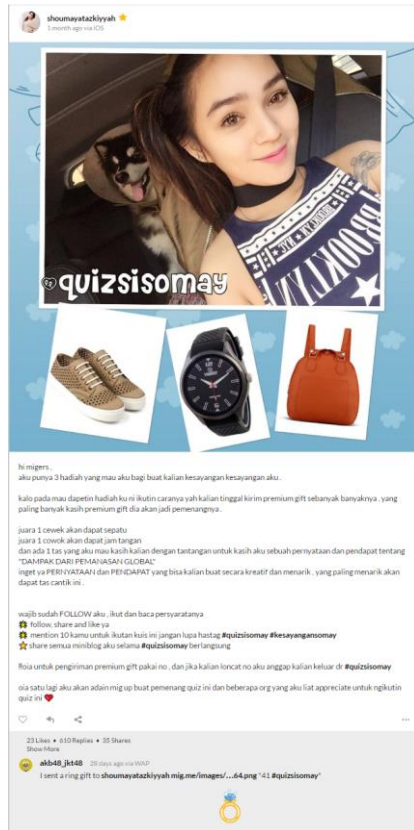 shoumayatazkiyyah
1 month ago via iOS
BROOKLYN
quizsisomay
hi migers ,
aku punya 3 hadiah yang mau aku bagi buat kalian kesayangan kesayangan aku .
kalo pada mau dapetin hadiah ku ni ikutin caranya yah kalian tinggal kirim premium gift sebanyak banyaknya , yang
paling banyak kasih premium gift dia akan jadi pemenangnya .
juara 1 cewek akan dapat sepatu
juara 1 cowok akan dapat jam tangan
dan ada 1 tas yang aku mau kasih kalian dengan tantangan untuk kasih aku sebuah pernyataan dan pendapat tentang
"DAMPAK DARI PEMANASAN GLOBAL"
inget ya PERNYATAAN dan PENDAPAT yang bisa kalian buat secara kreatif dan menarik , yang paling menarik akan
dapat tas cantik ini .
wajib sudah FOLLOW aku , ikut dan baca persyaratanya
follow, share and like ya
mention 10 kamu untuk ikutan kuis ini jangan lupa hastag #quizsisomay #kesayangansomay
share semua miniblog aku selama #quizsisomay berlangsung
floia untuk pengiriman premium gift pakai no , dan jika kalian loncat no aku anggap kalian keluar dr #quizsisomay
oia satu lagi aku akan adain mig up buat pemenang quiz ini dan beberapa org yang aku liat appreciate untuk ngikutin
quiz ini
23 Likes • 610 Replies • 35 Shares
Show More
akb48_jkt48 28 days ago via WAP
I sent a ring gift to shoumayatazkiyyah mig.me/images/...64.png "41 #quizsisomay"